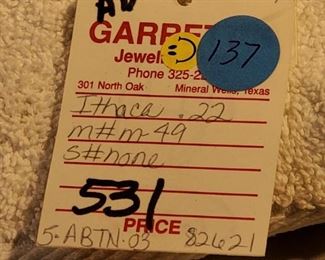 AV
GARRE
Jewel
137
Phone 325-2
301 North Oak Mineral Wells, Texas
Ithaca .22
m#m-49
s#none
531
PRICE
5-ABTN-03 82621